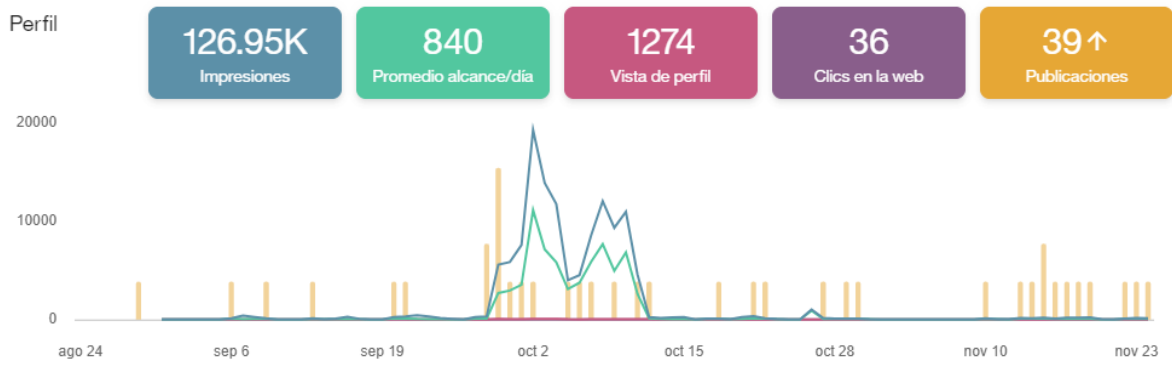 Perfil
126.95K
Impresiones
840
Promedio alcance/día
1274
Vista de perfil
36
Clics en la web
39↑
Publicaciones
20000
10000
0
ago 24
sep 6
sep 19
oct 2
oct 15
oct 28
nov 10
nov 23